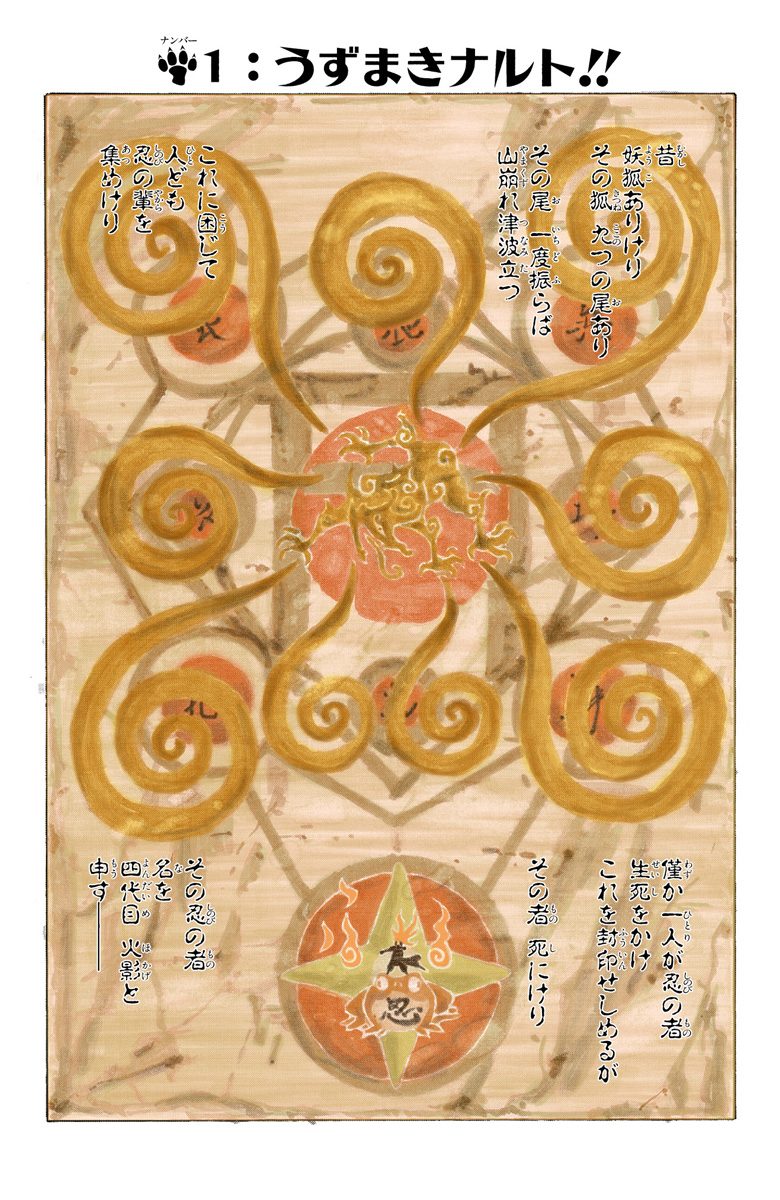 ナンバー
1：うずまきナルト!!
昔
妖狐ありけり
その狐 九つの尾あり
その尾 一度振らば
山崩れ津波立つ
これに困じて
人ども
忍の輩を
集めけり
僅か一人が忍の者
生死をかけ
これを封印せしめるが
その者 死にけり
その忍の者
名を
四代目 火影と
申す──
忍